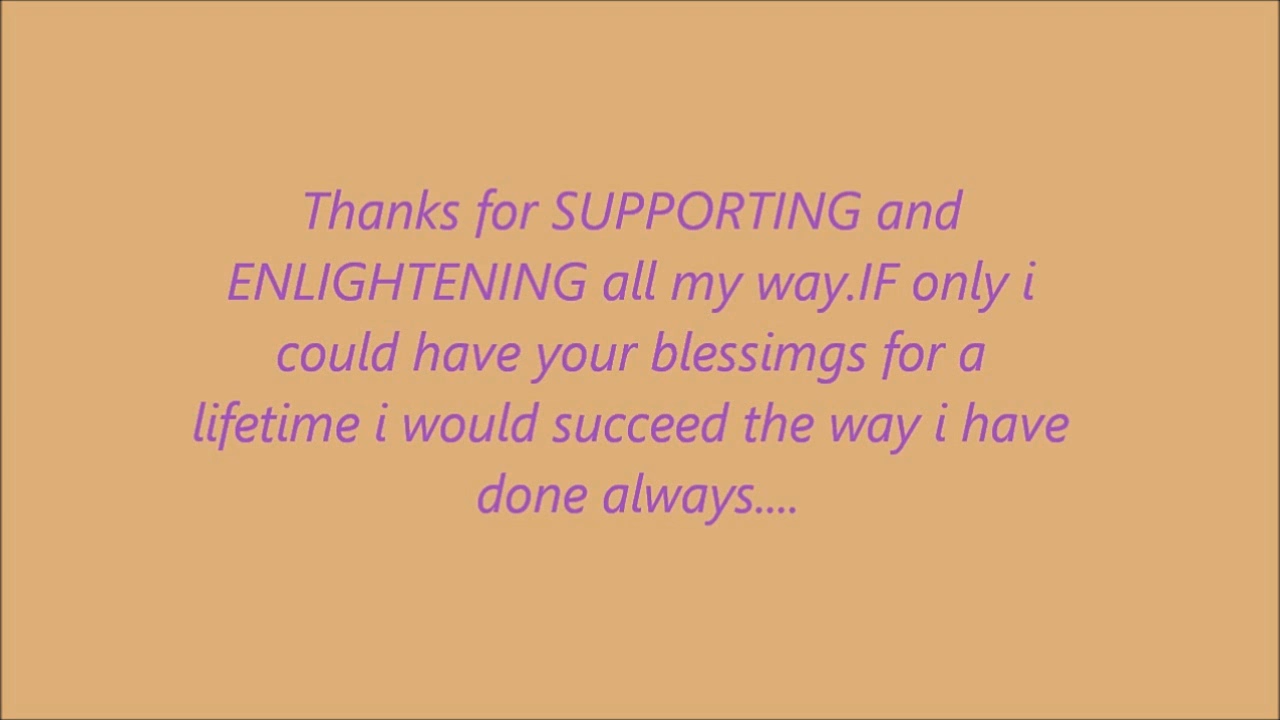 Thanks for SUPPORTING and
ENLIGHTENING all my way.IF only i
could have your blessimgs for a
lifetime i would succeed the way i have
done always....